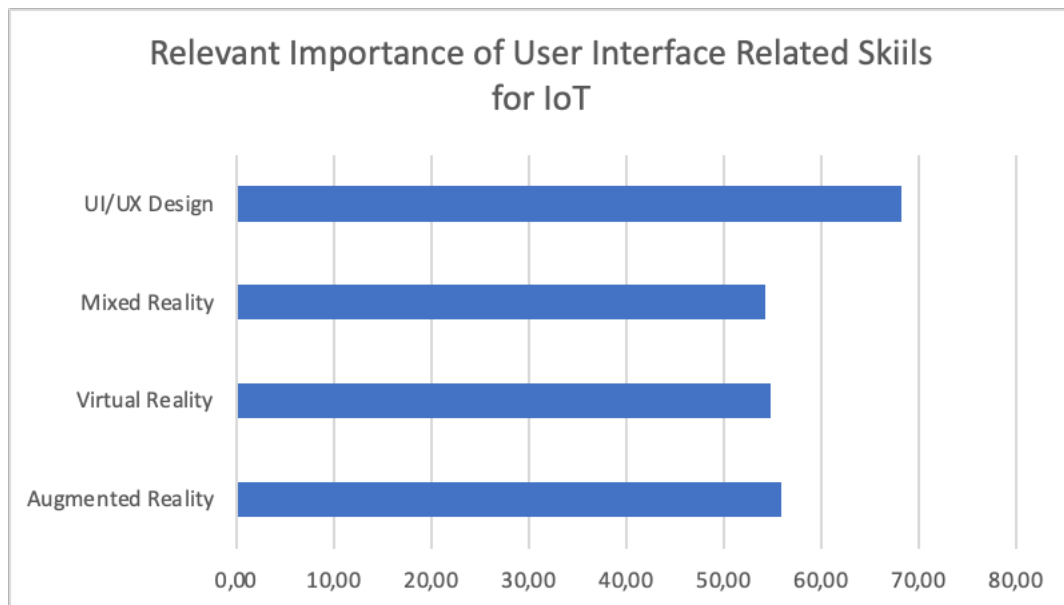 Relevant Importance of User Interface Related Skiils
for IoT
UI/UX Design
Mixed Reality
Virtual Reality
Augmented Reality
0,00 10,00 20,00 30,00 40,00 50,00 60,00 70,00 80,00